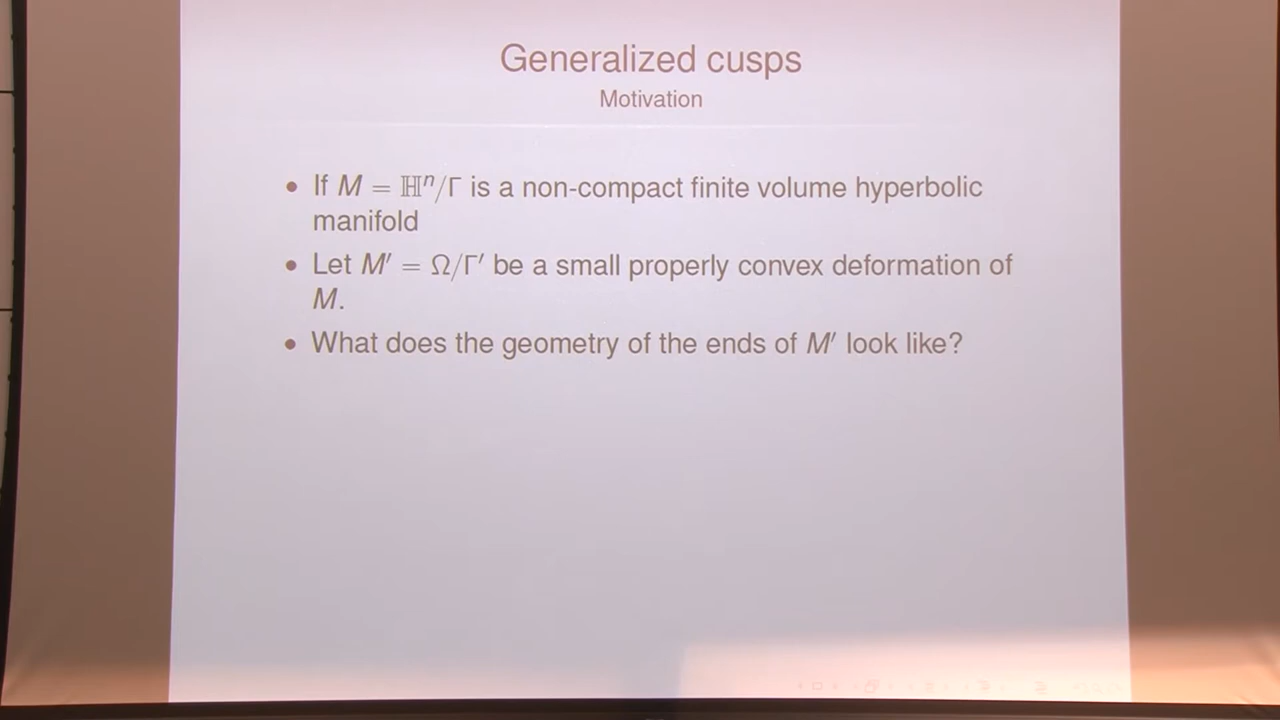 Generalized cusps
Motivation
• If M = ℍⁿ/Γ is a non-compact finite volume hyperbolic
manifold
• Let M′ = Ω/Γ′ be a small properly convex deformation of
M.
• What does the geometry of the ends of M′ look like?